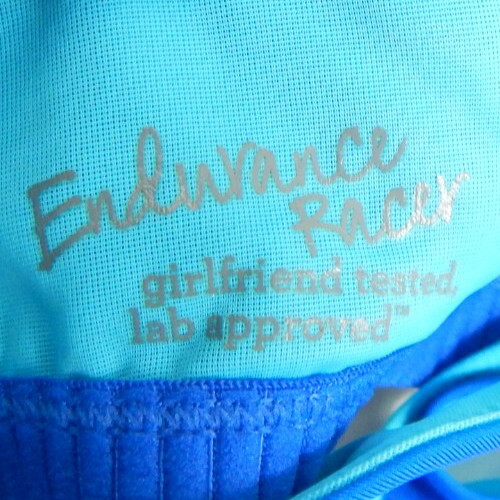 Endurance
Racer
girlfriend tested,
lab approved™